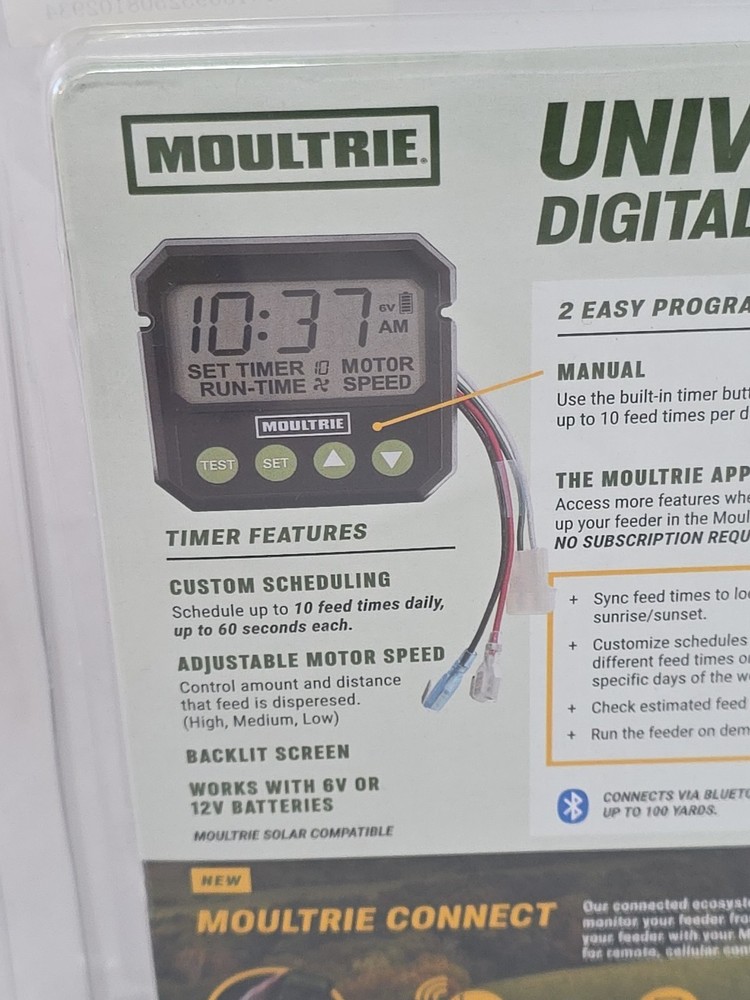 MOULTRIE®
UNIV
DIGITAL
10:37
6V
AM
SET TIMER 10 MOTOR
RUN-TIME SPEED
MOULTRIE
TEST SET
2 EASY PROGRA
MANUAL
Use the built-in timer butt
up to 10 feed times per d
THE MOULTRIE APP
Access more features whe
up your feeder in the Moul
NO SUBSCRIPTION REQU
+ Sync feed times to lo
sunrise/sunset.
+ Customize schedules
different feed times o
specific days of the w
+ Check estimated feed
+ Run the feeder on dem
CONNECTS VIA BLUETO
UP TO 100 YARDS.
TIMER FEATURES
CUSTOM SCHEDULING
Schedule up to 10 feed times daily,
up to 60 seconds each.
ADJUSTABLE MOTOR SPEED
Control amount and distance
that feed is disperesed.
(High, Medium, Low)
BACKLIT SCREEN
WORKS WITH 6V OR
12V BATTERIES
MOULTRIE SOLAR COMPATIBLE
NEW
MOULTRIE CONNECT
Our connected ecosyste
monitor your feeder fro
your feeder with your M
for remote, cellular con